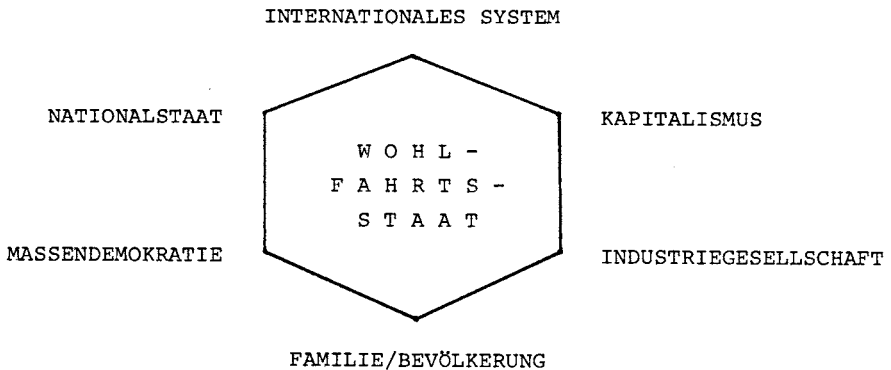 INTERNATIONALES SYSTEM
NATIONALSTAAT
KAPITALISMUS
W O H L -
F A H R T S -
S T A A T
MASSENDEMOKRATIE
INDUSTRIEGESELLSCHAFT
FAMILIE/BEVÖLKERUNG